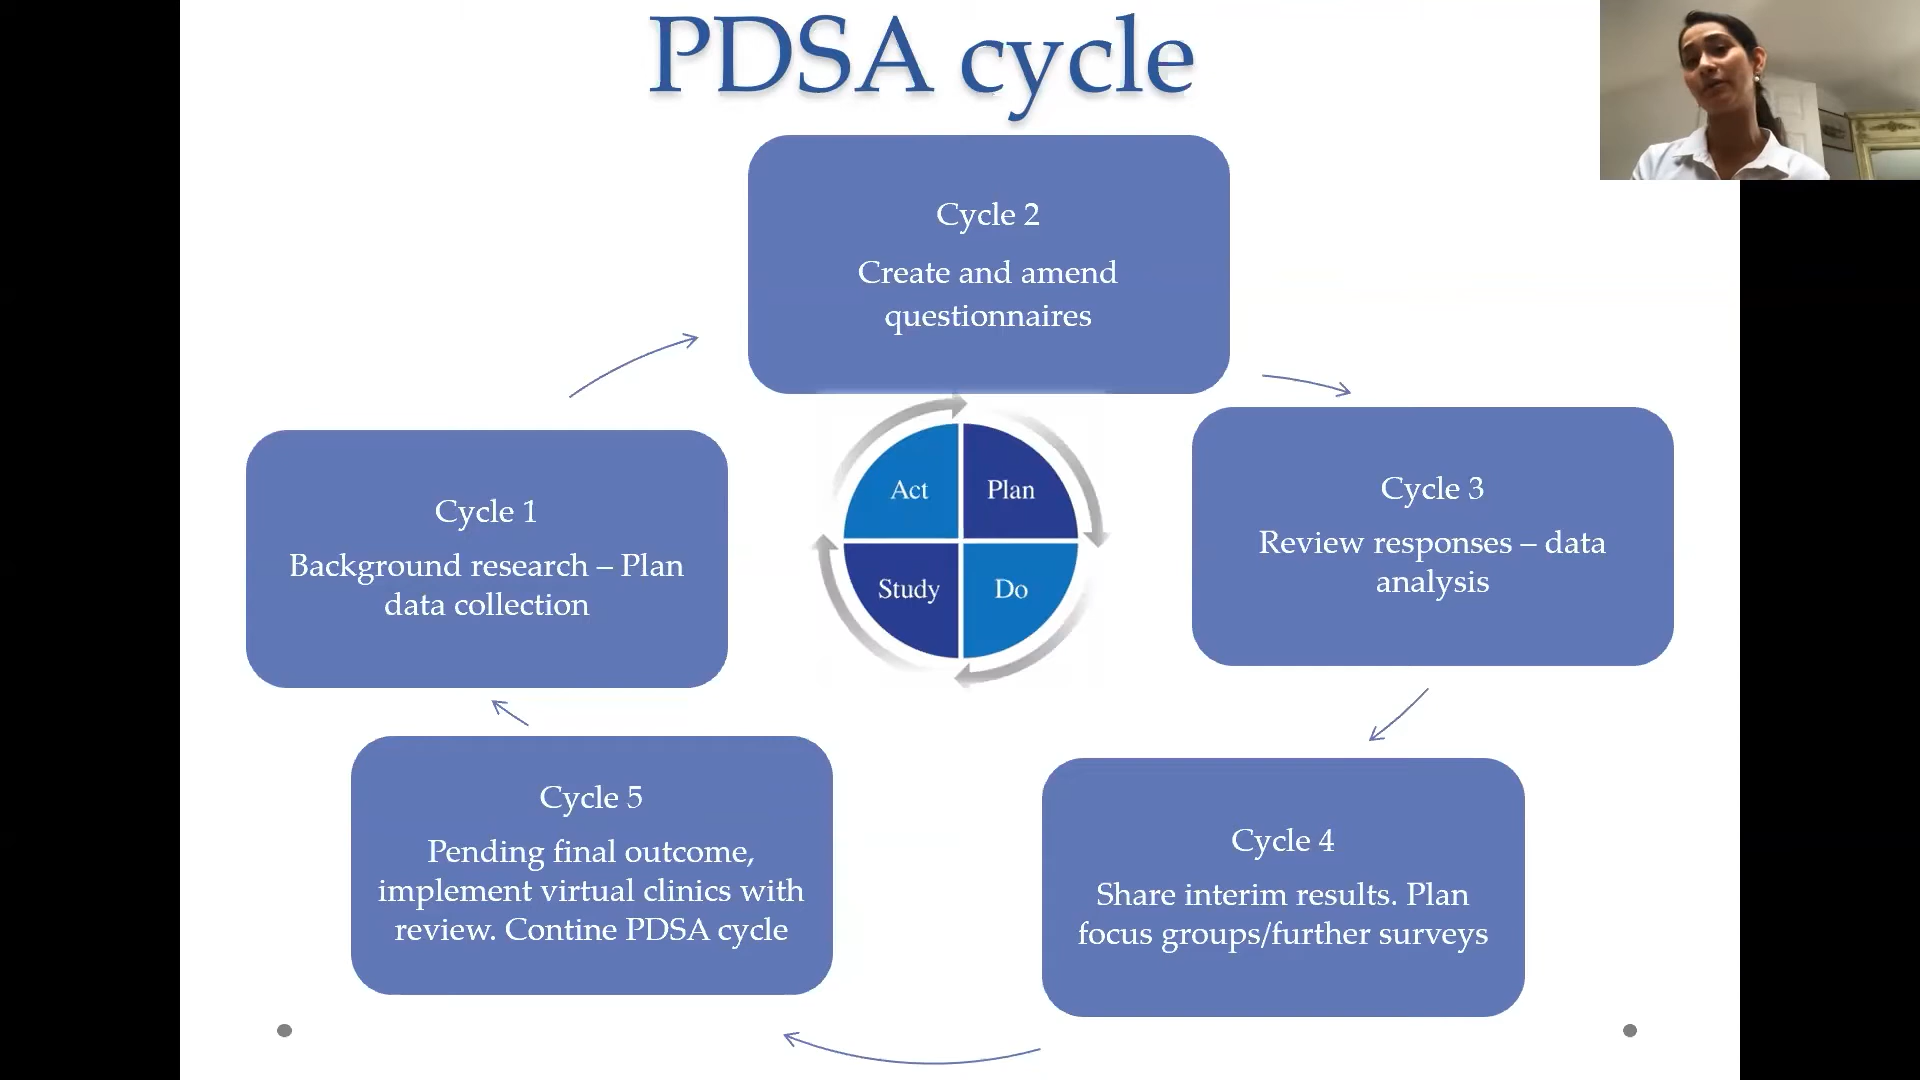 PDSA cycle
Cycle 2
Create and amend
questionnaires
Cycle 1
Background research – Plan
data collection
Act
Plan
Study
Do
Cycle 3
Review responses – data
analysis
Cycle 5
Pending final outcome,
implement virtual clinics with
review. Contine PDSA cycle
Cycle 4
Share interim results. Plan
focus groups/further surveys